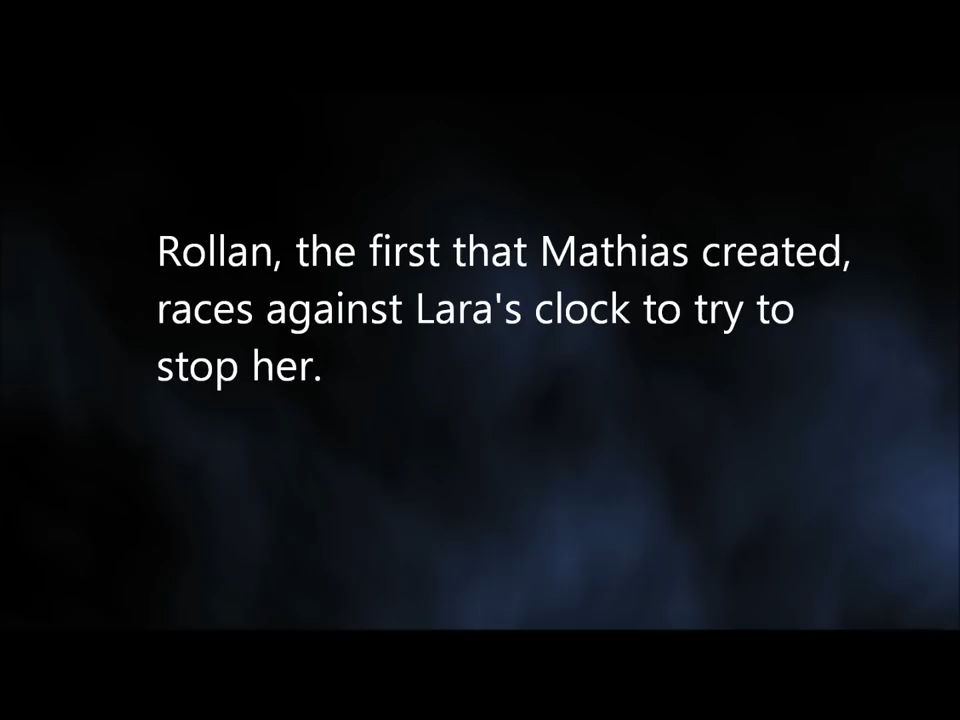 Rollan, the first that Mathias created,
races against Lara's clock to try to
stop her.